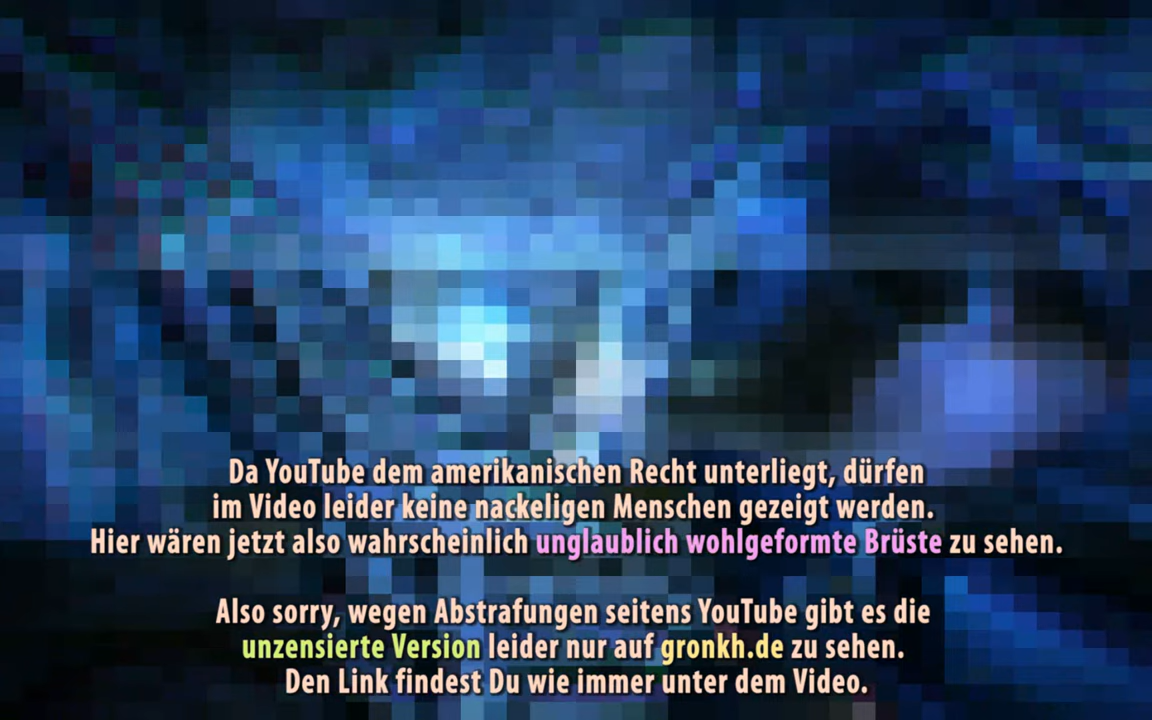 Da YouTube dem amerikanischen Recht unterliegt, dürfen
im Video leider keine nackeligen Menschen gezeigt werden.
Hier wären jetzt also wahrscheinlich unglaublich wohlgeformte Brüste zu sehen.
Also sorry, wegen Abstrafungen seitens YouTube gibt es die
unzensierte Version leider nur auf gronkh.de zu sehen.
Den Link findest Du wie immer unter dem Video.